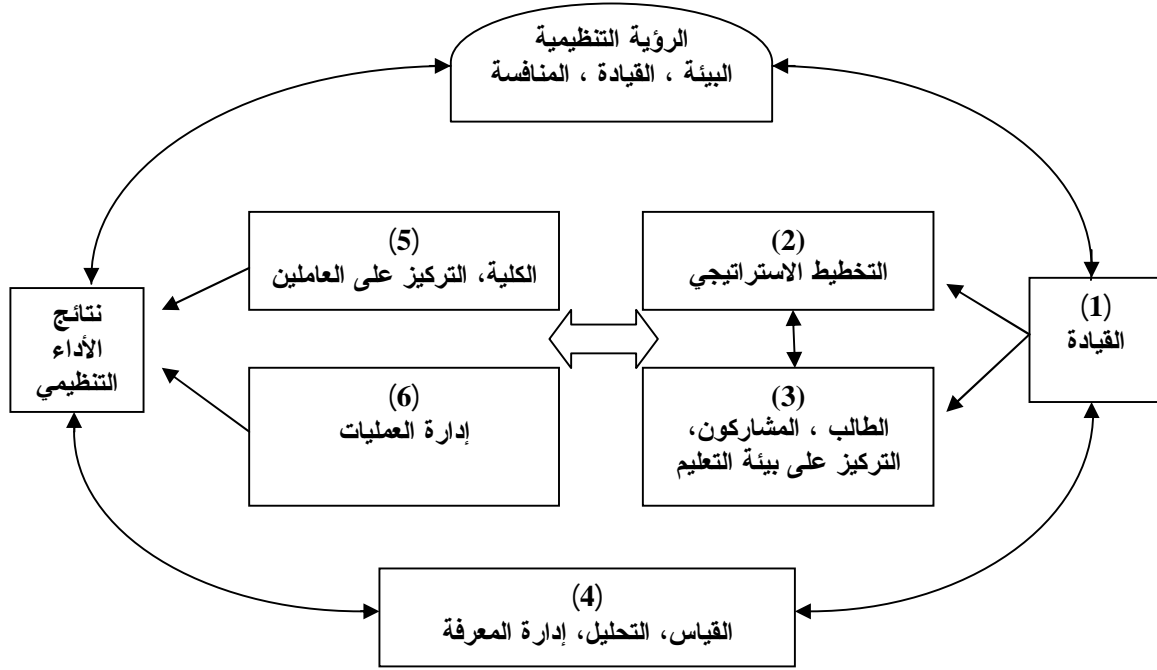 الرؤية التنظيمية
البيئة ، القيادة ، المنافسة
(1)
القيادة
(2)
التخطيط الاستراتيجي
(3)
الطالب ، المشاركون،
التركيز على بيئة التعليم
(5)
الكلية، التركيز على العاملين
(6)
إدارة العمليات
نتائج
الأداء
التنظيمي
(4)
القياس، التحليل، إدارة المعرفة